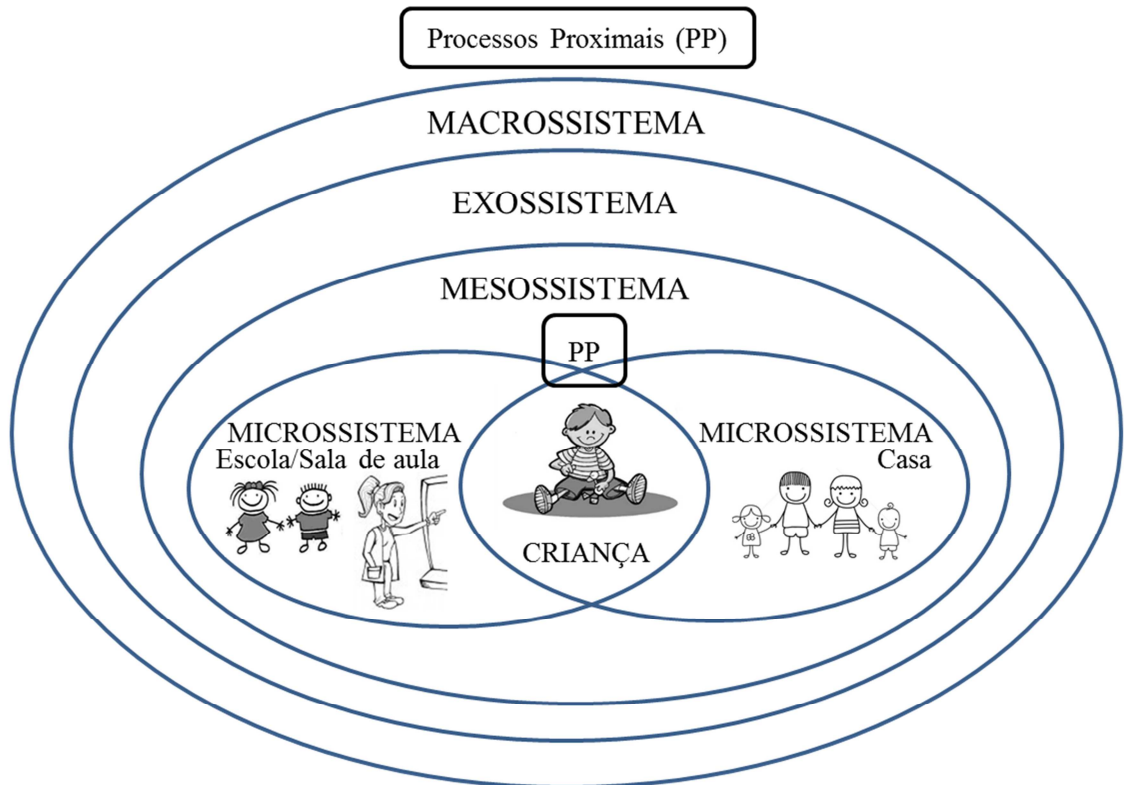 Processos Proximais (PP)
MACROSSISTEMA
EXOSSISTEMA
MESOSSISTEMA
PP
MICROSSISTEMA
Escola/Sala de aula
MICROSSISTEMA
Casa
CRIANÇA